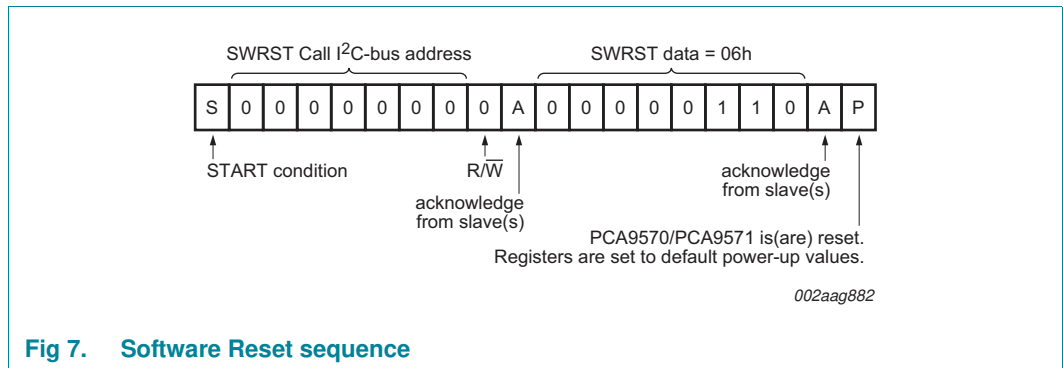 SWRST Call I2C-bus address SWRST data = 06h
S 0 0 0 0 0 0 0 0 A 0 0 0 0 0 1 1 0 A P
START condition R/W acknowledge
acknowledge from slave(s)
from slave(s)
PCA9570/PCA9571 is(are) reset.
Registers are set to default power-up values.
002aag882
Fig 7. Software Reset sequence